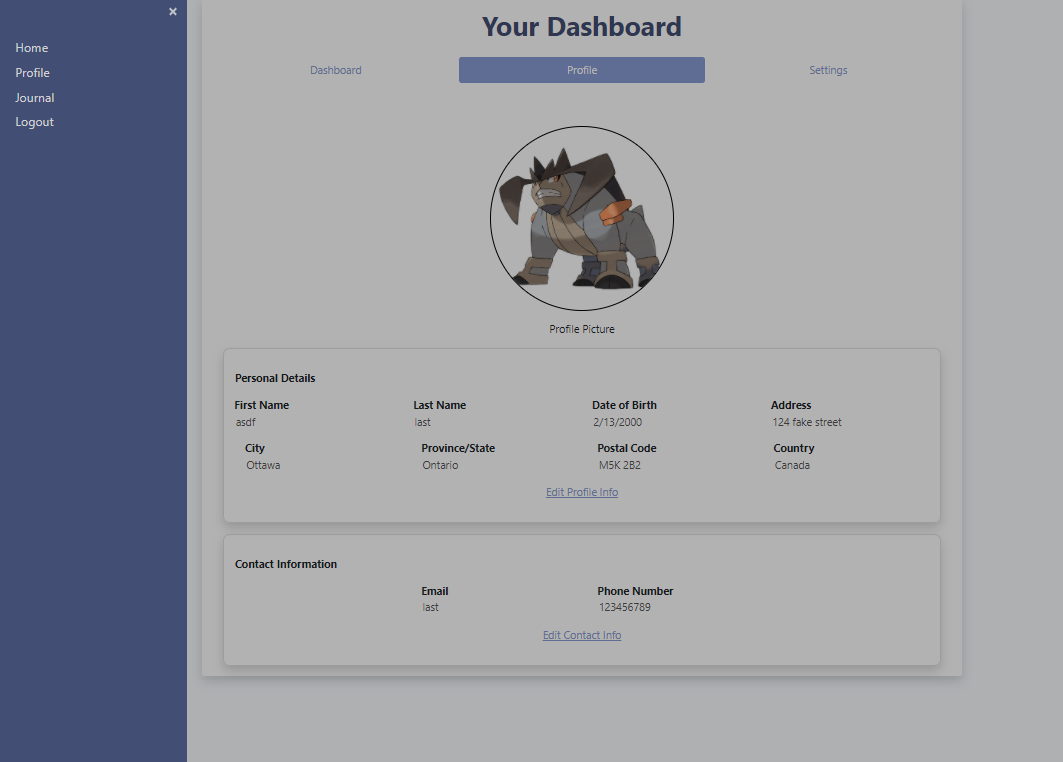 ×
Home
Profile
Journal
Logout
Your Dashboard
Dashboard Profile Settings
Profile Picture
Personal Details
First Name Last Name Date of Birth Address
asdf last 2/13/2000 124 fake street
City Province/State Postal Code Country
Ottawa Ontario M5K 2B2 Canada
Edit Profile Info
Contact Information
Email Phone Number
last 123456789
Edit Contact Info